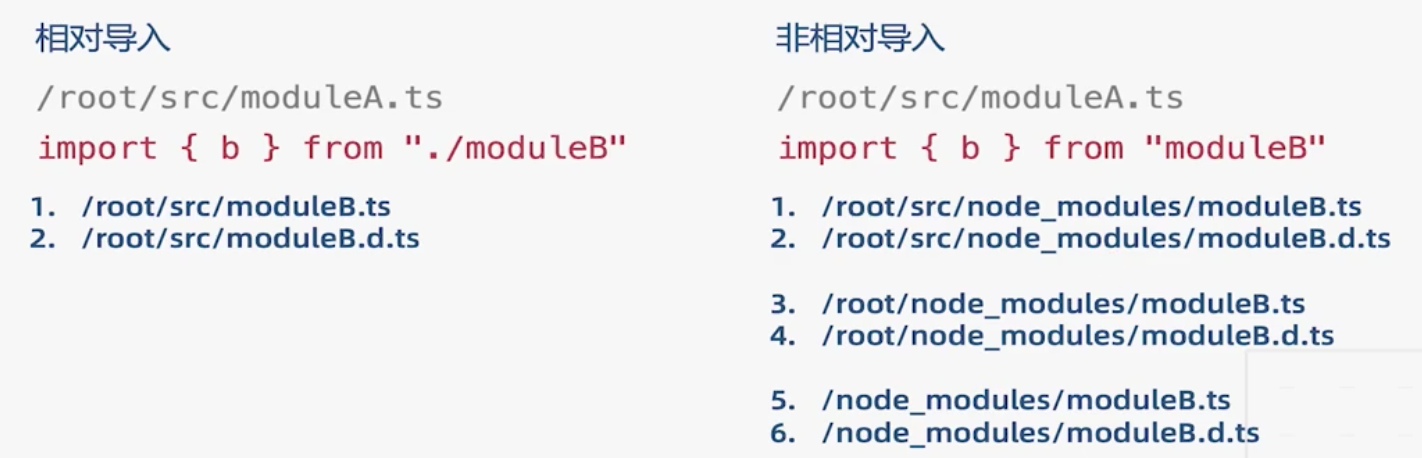 相对导入
/root/src/moduleA.ts
import { b } from "./moduleB"
1. /root/src/moduleB.ts
2. /root/src/moduleB.d.ts
非相对导入
/root/src/moduleA.ts
import { b } from "moduleB"
1. /root/src/node_modules/moduleB.ts
2. /root/src/node_modules/moduleB.d.ts
3. /root/node_modules/moduleB.ts
4. /root/node_modules/moduleB.d.ts
5. /node_modules/moduleB.ts
6. /node_modules/moduleB.d.ts